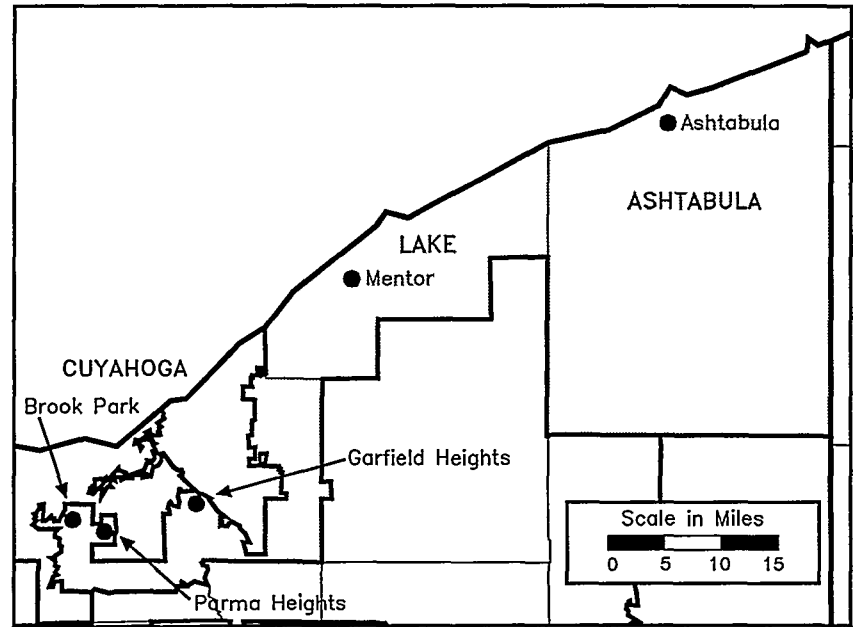 Ashtabula
ASHTABULA
LAKE
Mentor
CUYAHOGA
Brook Park
Garfield Heights
Scale in Miles
0 5 10 15
Parma Heights